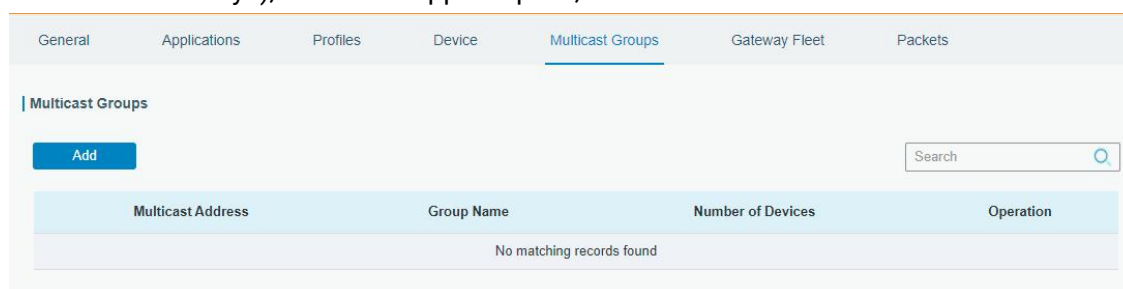 General Applications Profiles Device Multicast Groups Gateway Fleet Packets
Multicast Groups
Add Search
Multicast Address Group Name Number of Devices Operation
No matching records found